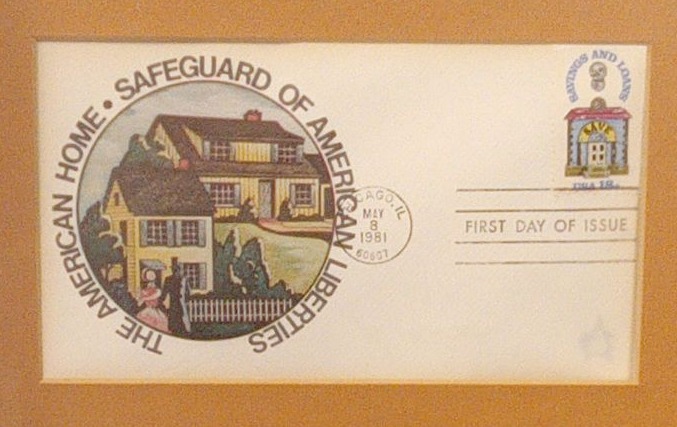 THE AMERICAN HOME • SAFEGUARD OF AMERICAN LIBERTIES
SAVINGS AND LOANS
SAVE
USA 18c
CAGO, IL
MAY
8
1981
60607
FIRST DAY OF ISSUE